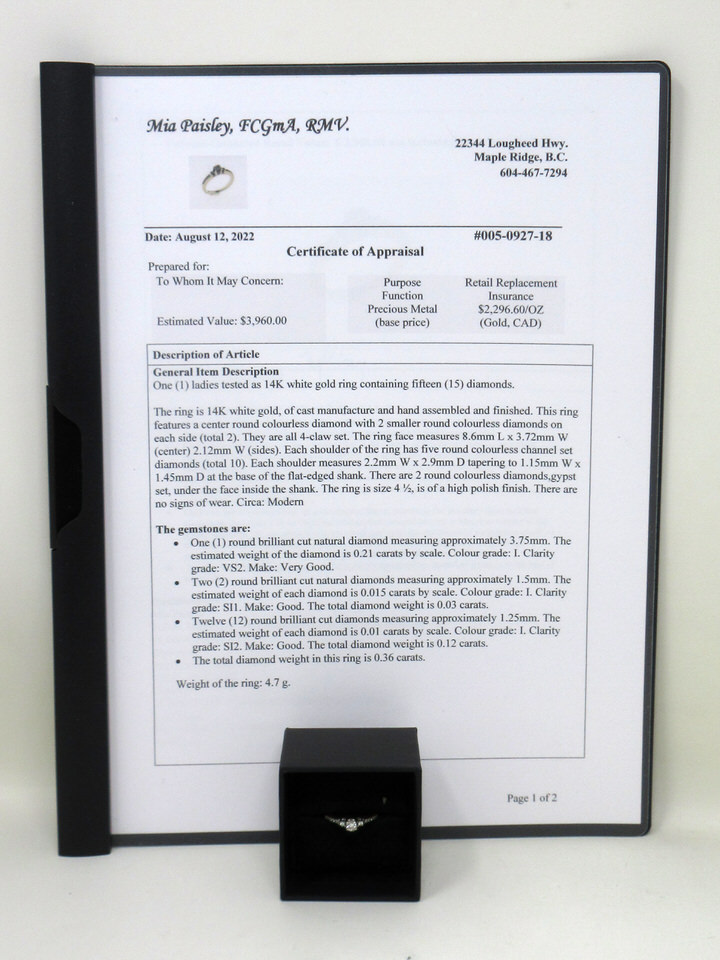 Mia Paisley, FCGmA, RMV.
22344 Lougheed Hwy.
Maple Ridge, B.C.
604-467-7294
Date: August 12, 2022
#005-0927-18
Certificate of Appraisal
Prepared for:
To Whom It May Concern:
Estimated Value: $3,960.00
Purpose Retail Replacement
Function Insurance
Precious Metal $2,296.60/OZ
(base price) (Gold, CAD)
Description of Article
General Item Description
One (1) ladies tested as 14K white gold ring containing fifteen (15) diamonds.
The ring is 14K white gold, of cast manufacture and hand assembled and finished. This ring
features a center round colourless diamond with 2 smaller round colourless diamonds on
each side (total 2). They are all 4-claw set. The ring face measures 8.6mm L x 3.72mm W
(center) 2.12mm W (sides). Each shoulder of the ring has five round colourless channel set
diamonds (total 10). Each shoulder measures 2.2mm W x 2.9mm D tapering to 1.15mm W x
1.45mm D at the base of the flat-edged shank. There are 2 round colourless diamonds,gypst
set, under the face inside the shank. The ring is size 4 ½, is of a high polish finish. There are
no signs of wear. Circa: Modern
The gemstones are:
• One (1) round brilliant cut natural diamond measuring approximately 3.75mm. The
estimated weight of the diamond is 0.21 carats by scale. Colour grade: I. Clarity
grade: VS2. Make: Very Good.
• Two (2) round brilliant cut natural diamonds measuring approximately 1.5mm. The
estimated weight of each diamond is 0.015 carats by scale. Colour grade: I. Clarity
grade: SI1. Make: Good. The total diamond weight is 0.03 carats.
• Twelve (12) round brilliant cut diamonds measuring approximately 1.25mm. The
estimated weight of each diamond is 0.01 carats by scale. Colour grade: I. Clarity
grade: SI2. Make: Good. The total diamond weight is 0.12 carats.
• The total diamond weight in this ring is 0.36 carats.
Weight of the ring: 4.7 g.
Page 1 of 2